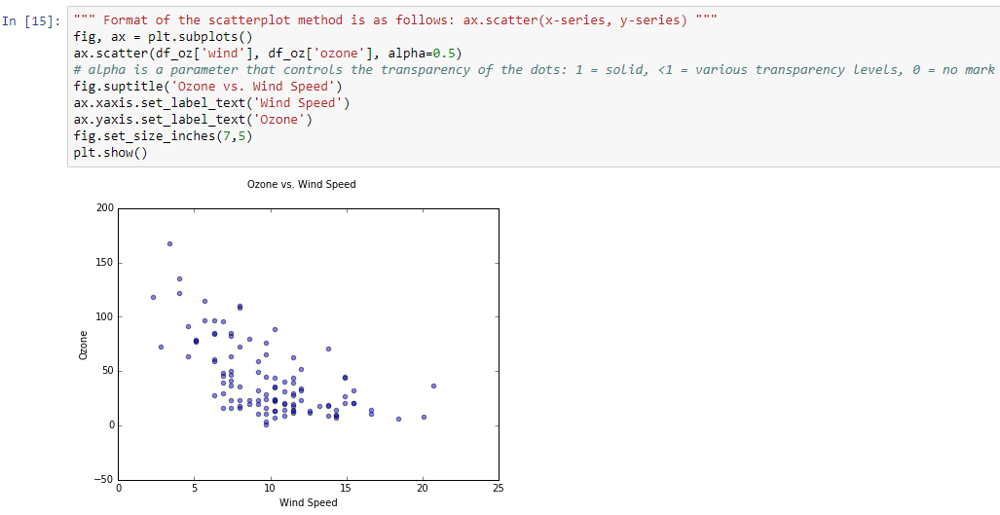 In [15]: """ Format of the scatterplot method is as follows: ax.scatter(x-series, y-series) """
fig, ax = plt.subplots()
ax.scatter(df_oz['wind'], df_oz['ozone'], alpha=0.5)
# alpha is a parameter that controls the transparency of the dots: 1 = solid, <1 = various transparency levels, 0 = no mark
fig.suptitle('Ozone vs. Wind Speed')
ax.xaxis.set_label_text('Wind Speed')
ax.yaxis.set_label_text('Ozone')
fig.set_size_inches(7,5)
plt.show()
Ozone vs. Wind Speed
200
150
100
50
0
−50
Ozone
0 5 10 15 20 25
Wind Speed